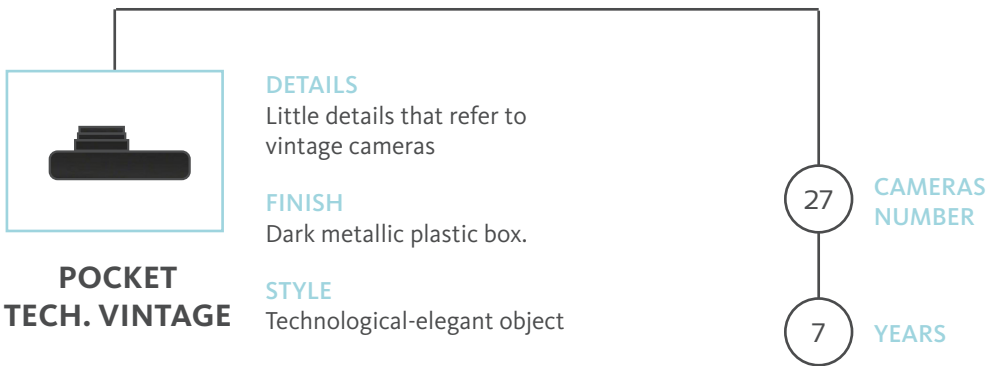 POCKET
TECH. VINTAGE
DETAILS
Little details that refer to
vintage cameras
FINISH
Dark metallic plastic box.
STYLE
Technological-elegant object
27
CAMERAS
NUMBER
7
YEARS